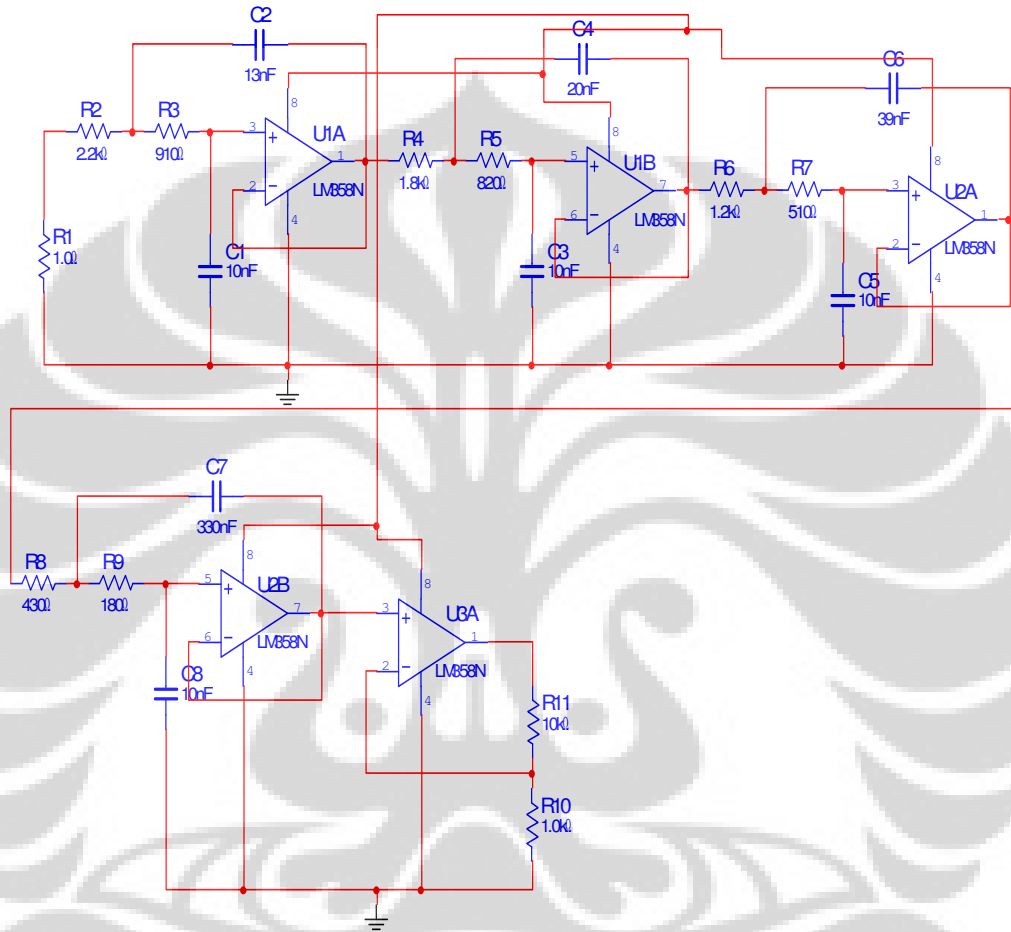 C2
13nF
C4
20nF
C6
39nF
R2
2.2kΩ
R3
910Ω
8
3
U1A
1
2
LM358N
4
R4
1.8kΩ
R5
820Ω
8
5
U1B
7
6
LM358N
4
R6
1.2kΩ
R7
510Ω
8
3
U2A
1
2
LM358N
4
R1
1.0Ω
C1
10nF
C3
10nF
C5
10nF
C7
330nF
R8
430Ω
R9
180Ω
8
5
U2B
7
6
LM358N
4
C8
10nF
8
3
U3A
1
2
LM358N
4
R11
10kΩ
R10
1.0kΩ